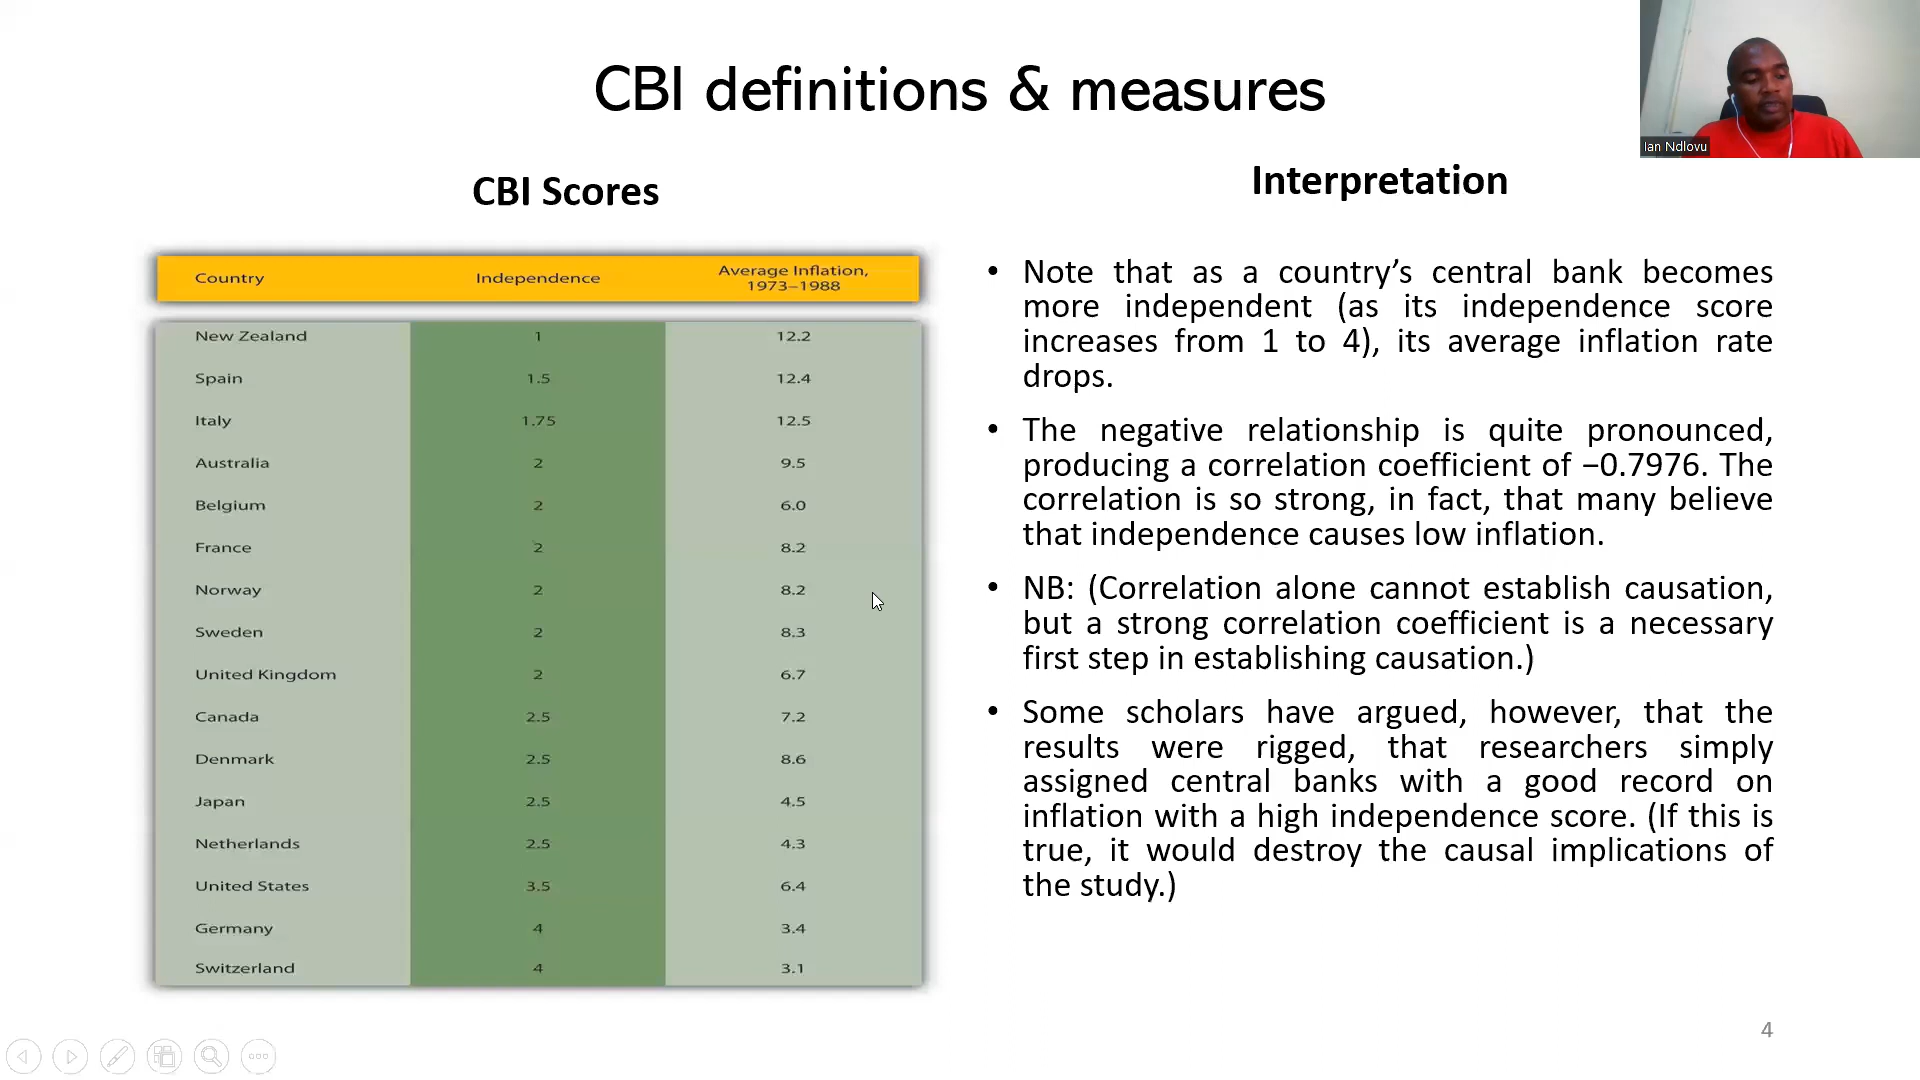 CBI definitions & measures
Ian Ndlovu
CBI Scores
Country Independence Average Inflation, 1973–1988
New Zealand 1 12.2
Spain 1.5 12.4
Italy 1.75 12.5
Australia 2 9.5
Belgium 2 6.0
France 2 8.2
Norway 2 8.2
Sweden 2 8.3
United Kingdom 2 6.7
Canada 2.5 7.2
Denmark 2.5 8.6
Japan 2.5 4.5
Netherlands 2.5 4.3
United States 3.5 6.4
Germany 4 3.4
Switzerland 4 3.1
Interpretation
• Note that as a country’s central bank becomes
more independent (as its independence score
increases from 1 to 4), its average inflation rate
drops.
• The negative relationship is quite pronounced,
producing a correlation coefficient of −0.7976. The
correlation is so strong, in fact, that many believe
that independence causes low inflation.
• NB: (Correlation alone cannot establish causation,
but a strong correlation coefficient is a necessary
first step in establishing causation.)
• Some scholars have argued, however, that the
results were rigged, that researchers simply
assigned central banks with a good record on
inflation with a high independence score. (If this is
true, it would destroy the causal implications of
the study.)
4